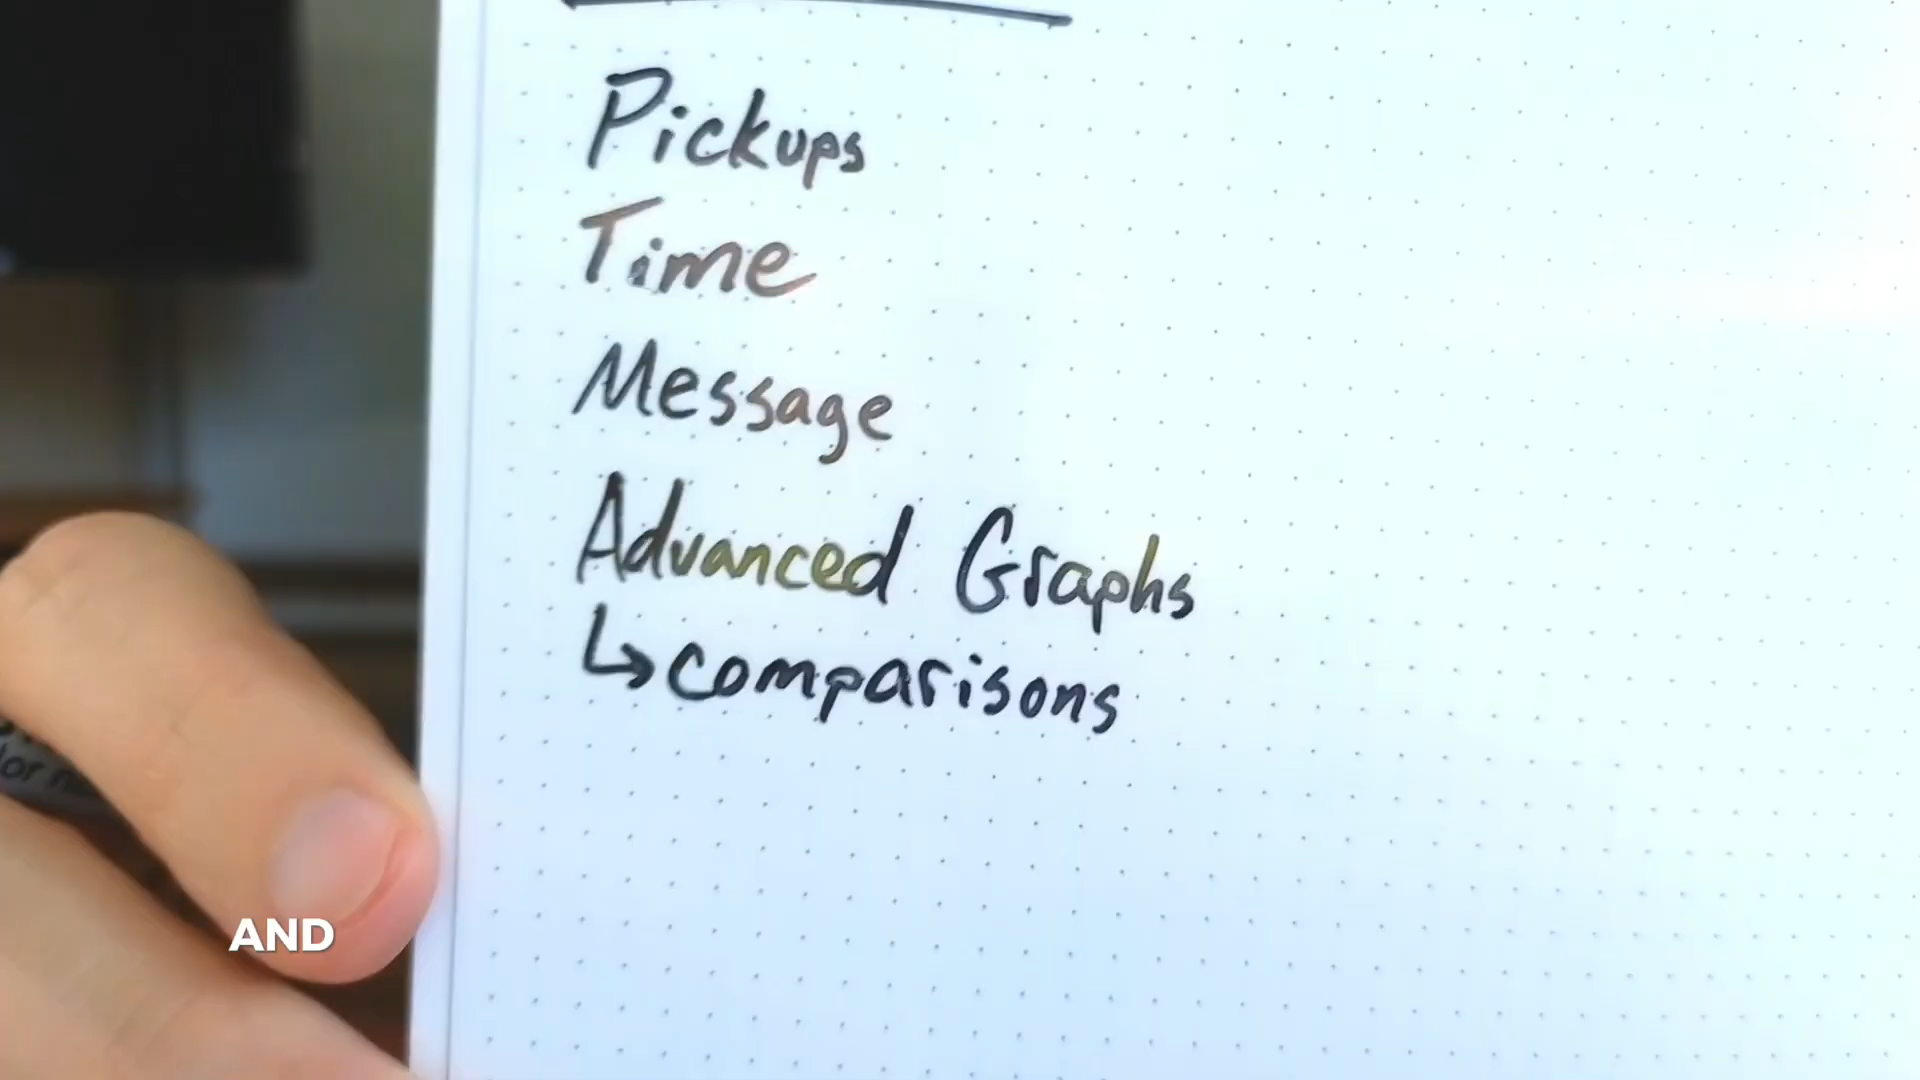 Pickups
Time
Message
Advanced Graphs
↳ comparisons
AND